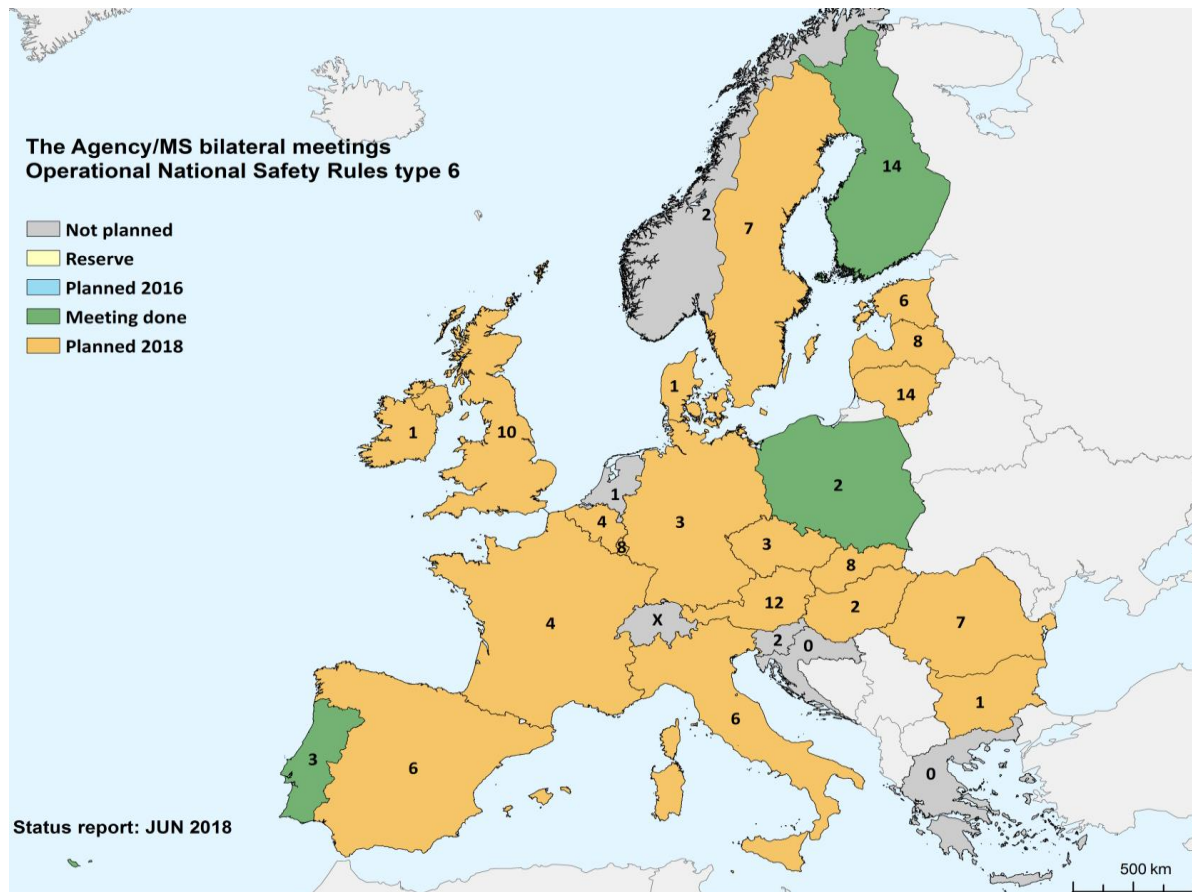 The Agency/MS bilateral meetings
Operational National Safety Rules type 6
Not planned
Reserve
Planned 2016
Meeting done
Planned 2018
14
2
7
6
8
14
1
1
10
1
2
4
3
8
3
8
12
2
4
X
7
2
0
1
6
3
6
0
Status report: JUN 2018
500 km